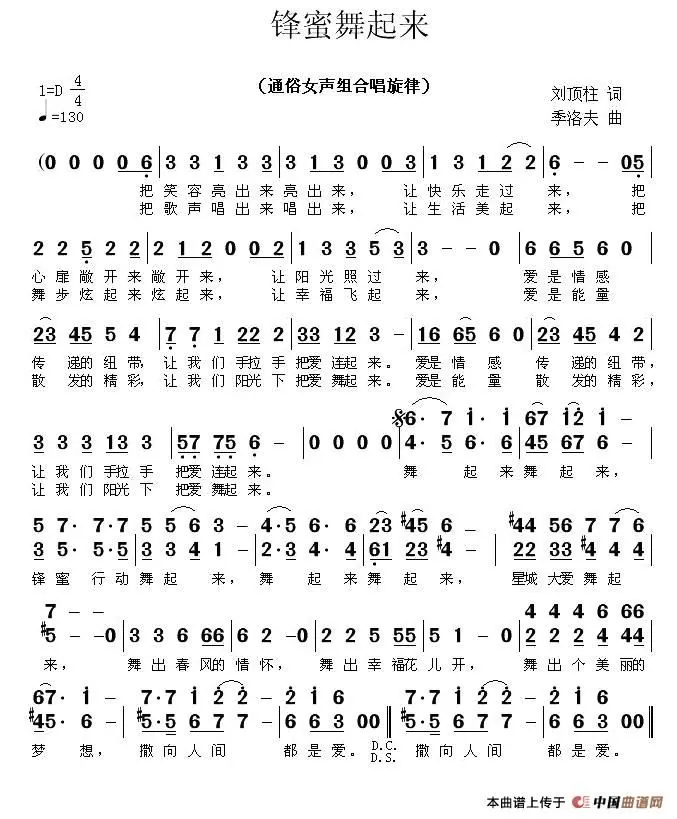 锋蜜舞起来
1=D 4/4
♩=130
（通俗女声组合唱旋律）
刘顶柱 词
季洛夫 曲
(0 0 0 0 6 | 3 3 1 3 3 | 3 1 3 0 0 | 1 3 1 2 2 | 6 - - 0 5 |
把 笑 容 亮 出 来 亮 出 来， 让 快 乐 走 过 来， 把
把 歌 声 唱 出 来 唱 出 来， 让 生 活 美 起 来， 把
2 2 5 2 2 | 2 1 2 0 0 2 | 1 3 3 5 3 | 3 - - 0 | 6 6 5 6 0 |
心 扉 敞 开 来 敞 开 来， 让 阳 光 照 过 来， 爱 是 情 感
舞 步 炫 起 来 炫 起 来， 让 幸 福 飞 起 来， 爱 是 能 量
23 45 5 4 | 7 7 1 22 2 | 33 12 3 - | 16 65 6 0 | 23 45 4 2 |
传 递的 纽 带， 让 我 们 手拉 手 把爱 连起 来。 爱是 情 感 传 递的 纽 带，
散 发的 精 彩， 让 我 们 阳光 下 把爱 舞起 来。 爱是 能 量 散 发的 精 彩，
6· 7 i· i | 67 i2 i - |
3 3 3 13 3 | 57 75 6 - | 0 0 0 0 | 4· 5 6· 6 | 45 67 6 - |
让 我 们 手拉 手 把爱 连起 来。 舞 起 来 舞 起 来，
让 我 们 阳光 下 把爱 舞起 来。
5 7· 7·7 | 5 5 6 3 - | 4·5 6· 6 | 23 #45 6 - | #44 56 7 7 6 |
3 5· 5·5 | 3 3 4 1 - | 2·3 4· 4 | 61 23 #4 - | 22 33 #4 4 4 |
锋 蜜 行 动 舞 起 来， 舞 起 来 舞 起 来， 星城 大爱 舞 起
7 - - 4 4 4 6 66
#5 - - 0 | 3 3 6 6 66 | 6 1 - 0 | 2 2 5 5 55 | 5 1 - 0 | 2 2 2 4 44 |
来， 舞 出 春 风的 情 怀， 舞 出 幸 福花 儿 开， 舞 出 个 美 丽的
67· i - | 7·7 i2 i 2 | 2 i 6 | 7·7 i2 i 2 | 2 i 6
#45· 6 - | #5·5 6 7 7 | 6 6 3 00 | #5·5 6 7 7 | 6 6 3 00 ‖
梦 想， 撒 向 人 间 都 是 爱。 D.C. 撒 向 人 间 都 是 爱。
D.S.
本曲谱上传于 中国曲谱网